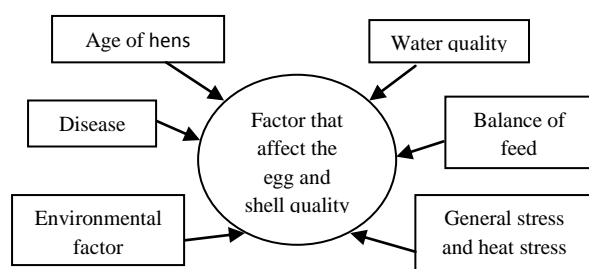 Age of hens
Water quality
Disease
Factor that
affect the
egg and
shell quality
Balance of
feed
Environmental
factor
General stress
and heat stress